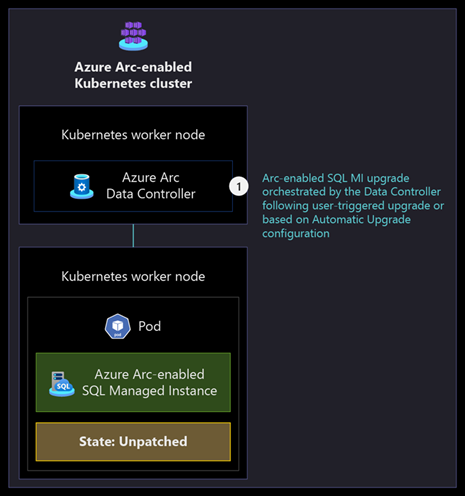 Azure Arc-enabled
Kubernetes cluster
Kubernetes worker node
Azure Arc
Data Controller
1
Arc-enabled SQL MI upgrade
orchestrated by the Data Controller
following user-triggered upgrade or
based on Automatic Upgrade
configuration
Kubernetes worker node
pod
Pod
SQL
Azure Arc-enabled
SQL Managed Instance
State: Unpatched